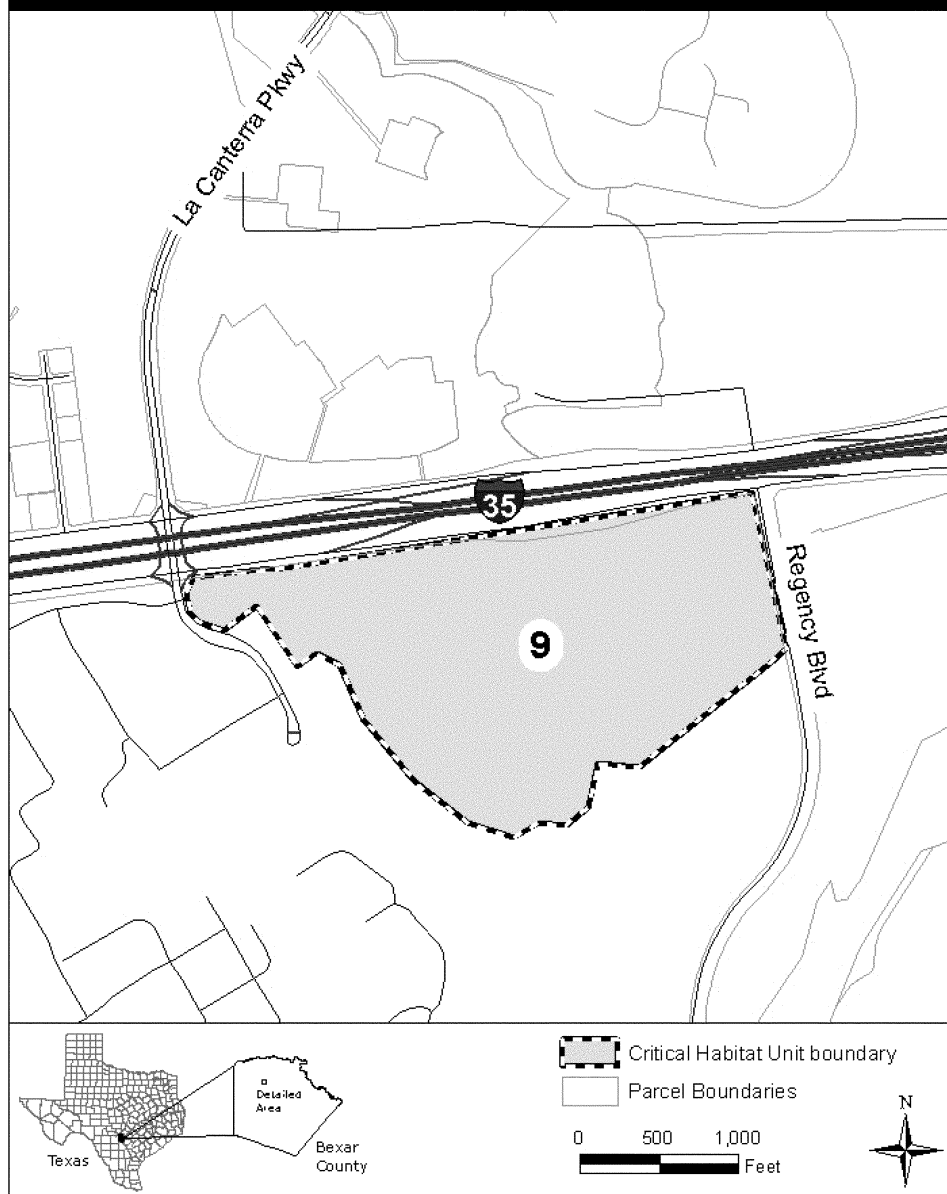 La Canterra Pkwy
35
9
Regency Blvd
Critical Habitat Unit boundary
Parcel Boundaries
Detailed
Area
Texas
Bexar
County
N
0 500 1,000
Feet